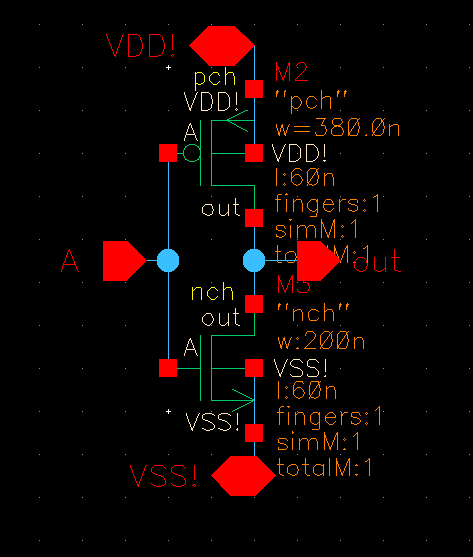 VDD!
pch
M2
VDD!
"pch"
w=380.0n
A
VDD!
l:60n
out
fingers:1
simM:1
totalM:1
A
out
nch
M3
out
"nch"
w:200n
A
VSS!
l:60n
VSS!
fingers:1
simM:1
VSS!
totalM:1